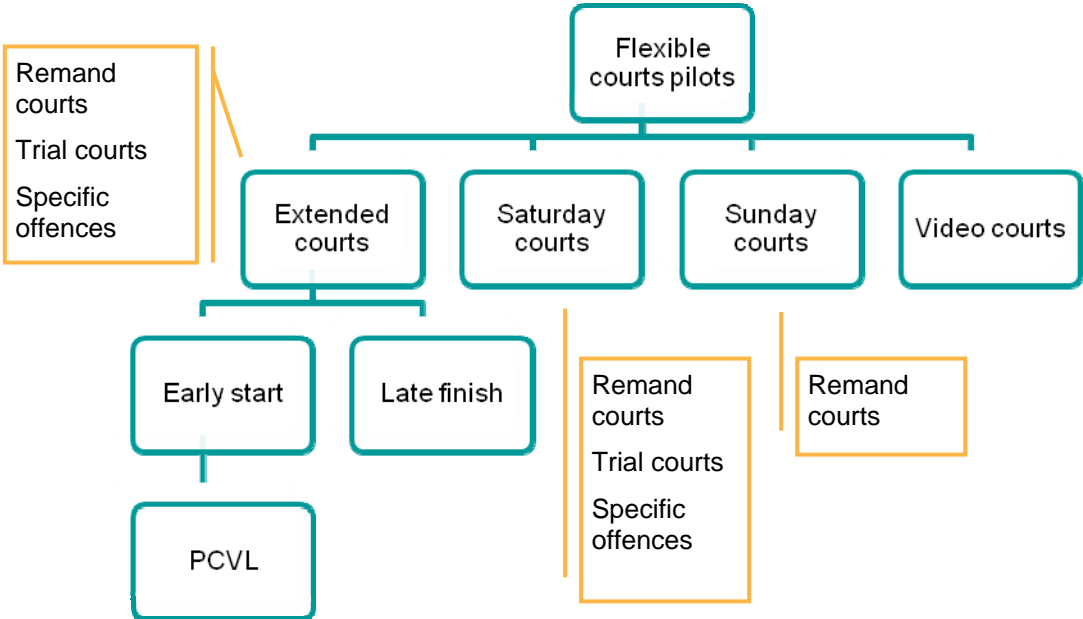 Flexible
courts pilots
Remand
courts
Trial courts
Specific
offences
Extended
courts
Saturday
courts
Sunday
courts
Video courts
Early start
Late finish
Remand
courts
Trial courts
Specific
offences
Remand
courts
PCVL